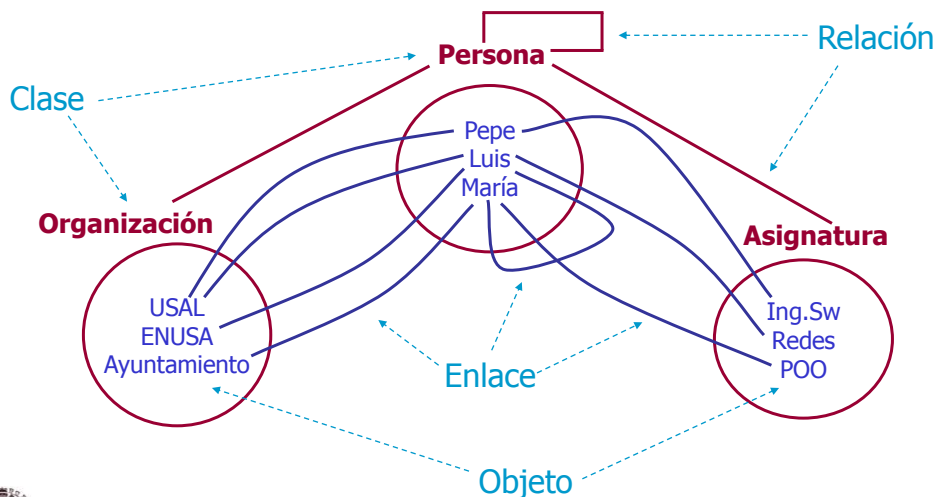 Relación
Persona
Clase
Pepe
Luis
María
Organización
Asignatura
USAL
ENUSA
Ayuntamiento
Ing.Sw
Redes
POO
Enlace
Objeto